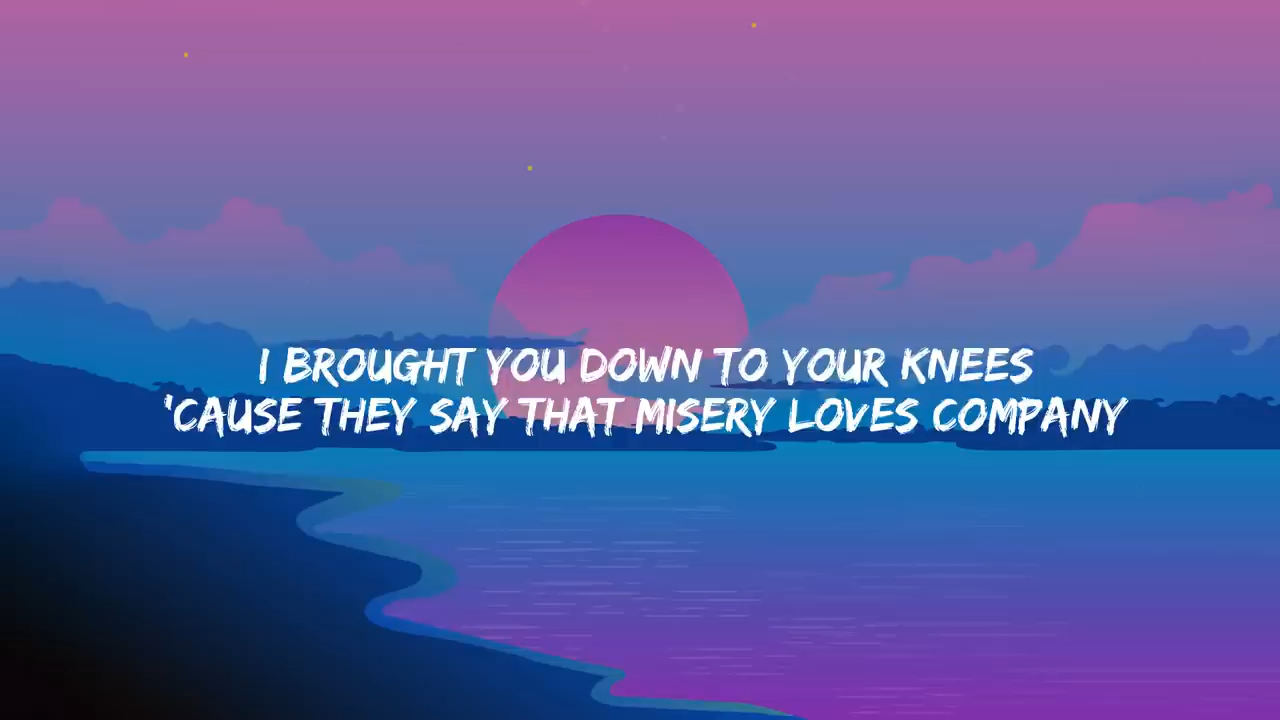 I BROUGHT YOU DOWN TO YOUR KNEES
'CAUSE THEY SAY THAT MISERY LOVES COMPANY